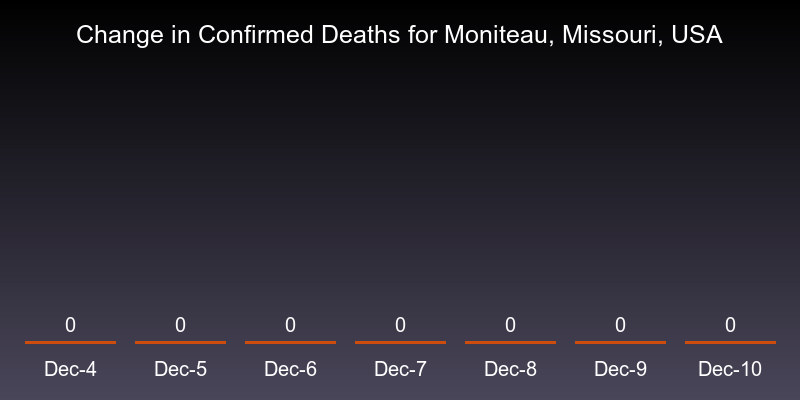 Change in Confirmed Deaths for Moniteau, Missouri, USA
0 0 0 0 0 0 0
Dec-4 Dec-5 Dec-6 Dec-7 Dec-8 Dec-9 Dec-10